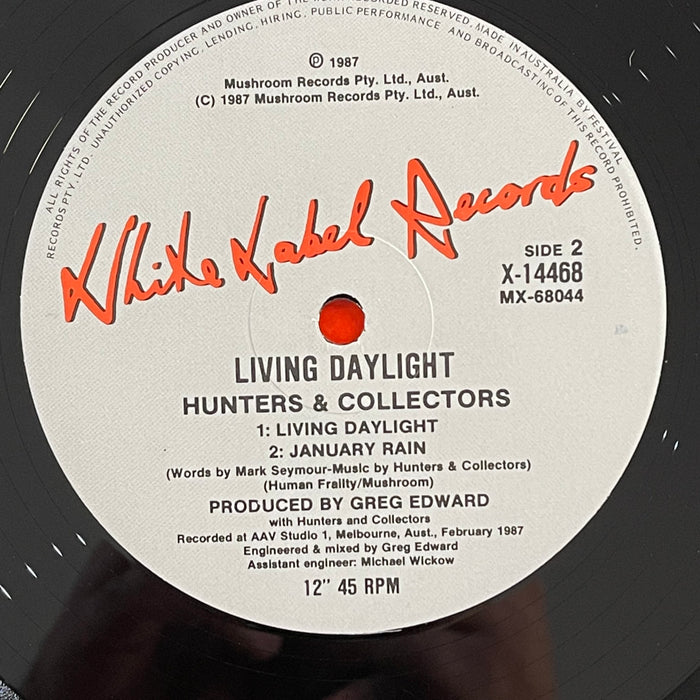 ALL RIGHTS OF THE RECORD PRODUCER AND OWNER OF THE RECORDED RESERVED. MADE IN AUSTRALIA BY FESTIVAL
RECORDS PTY. LTD. UNAUTHORIZED COPYING, LENDING, HIRING, PUBLIC PERFORMANCE AND BROADCASTING OF THIS RECORD PROHIBITED.
℗ 1987
Mushroom Records Pty. Ltd., Aust.
(C) 1987 Mushroom Records Pty. Ltd., Aust.
White Label Records
SIDE 2
X-14468
MX-68044
LIVING DAYLIGHT
HUNTERS & COLLECTORS
1: LIVING DAYLIGHT
2: JANUARY RAIN
(Words by Mark Seymour-Music by Hunters & Collectors)
(Human Frailty/Mushroom)
PRODUCED BY GREG EDWARD
with Hunters and Collectors
Recorded at AAV Studio 1, Melbourne, Aust., February 1987
Engineered & mixed by Greg Edward
Assistant engineer: Michael Wickow
12" 45 RPM